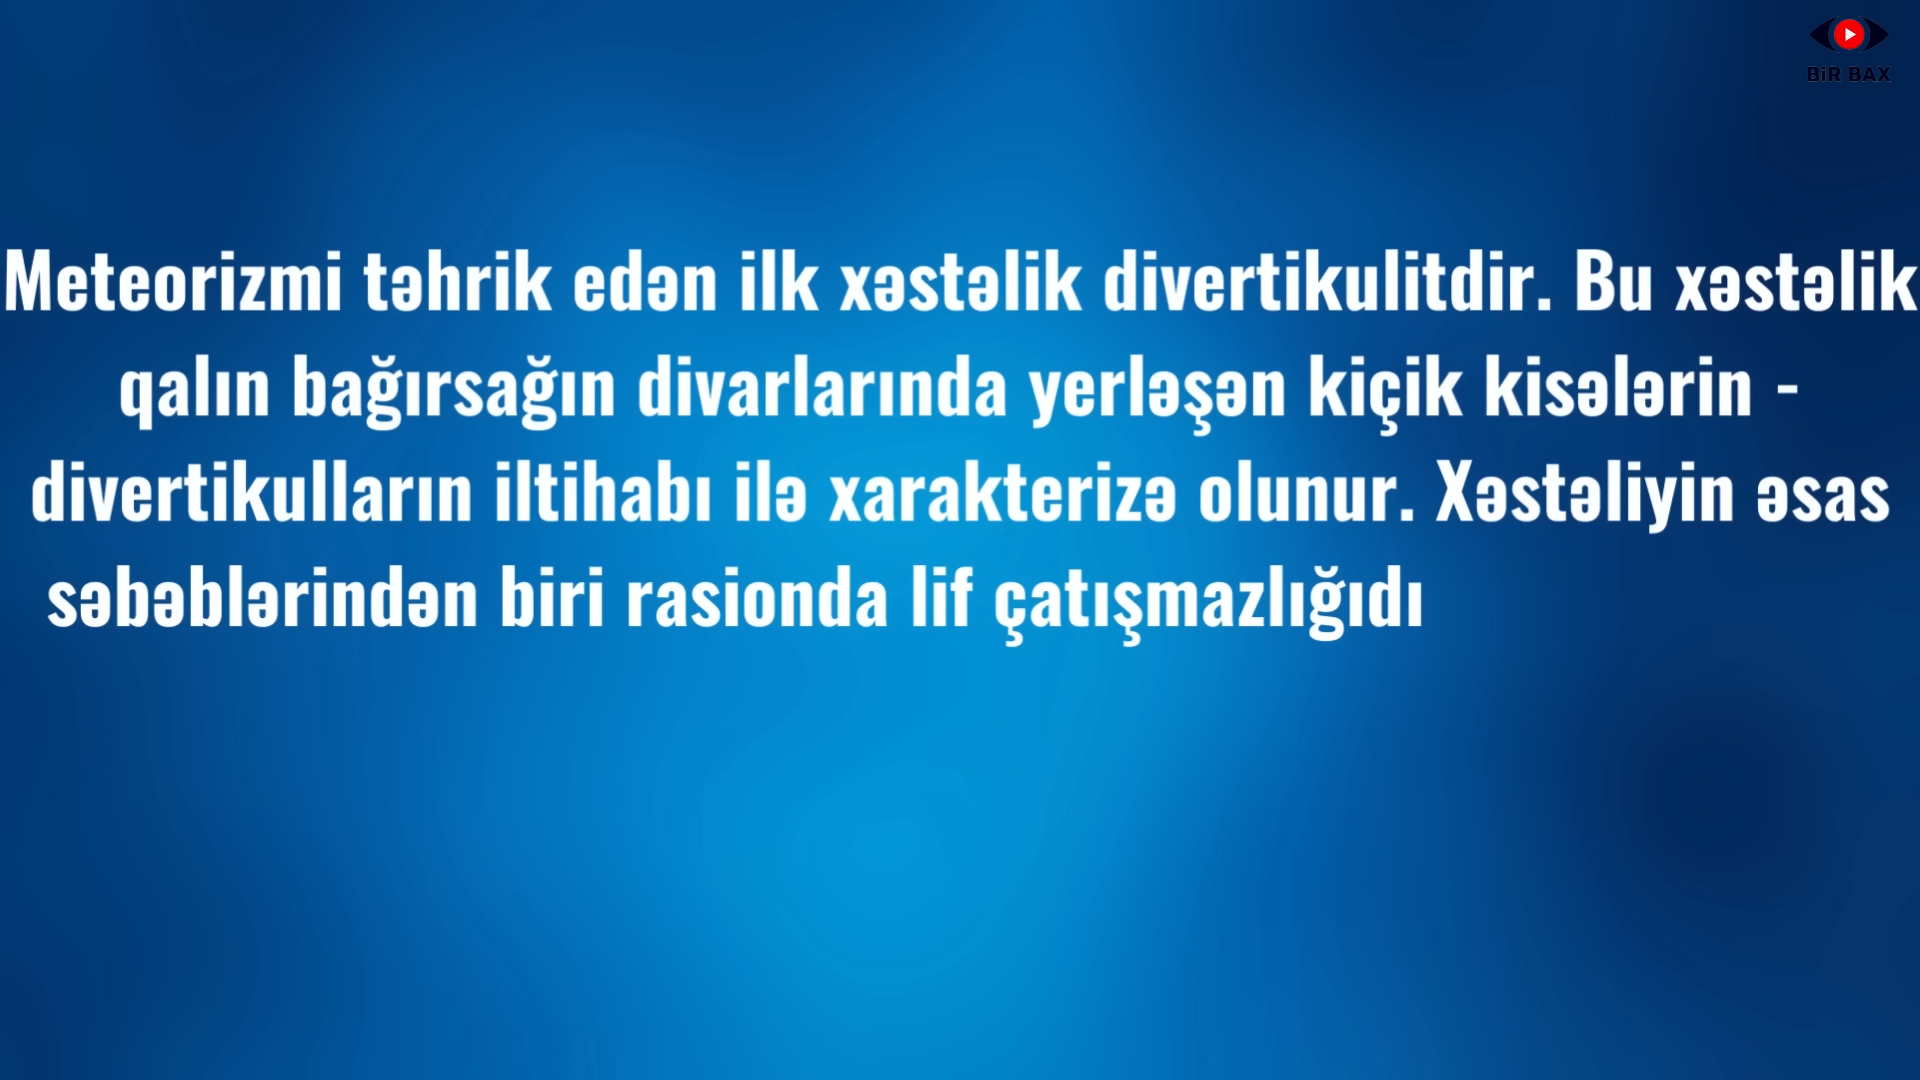 BİR BAX
Meteorizmi təhrik edən ilk xəstəlik divertikulitdir. Bu xəstəlik
qalın bağırsağın divarlarında yerləşən kiçik kisələrin -
divertikulların iltihabı ilə xarakterizə olunur. Xəstəliyin əsas
səbəblərindən biri rasionda lif çatışmazlığıdı